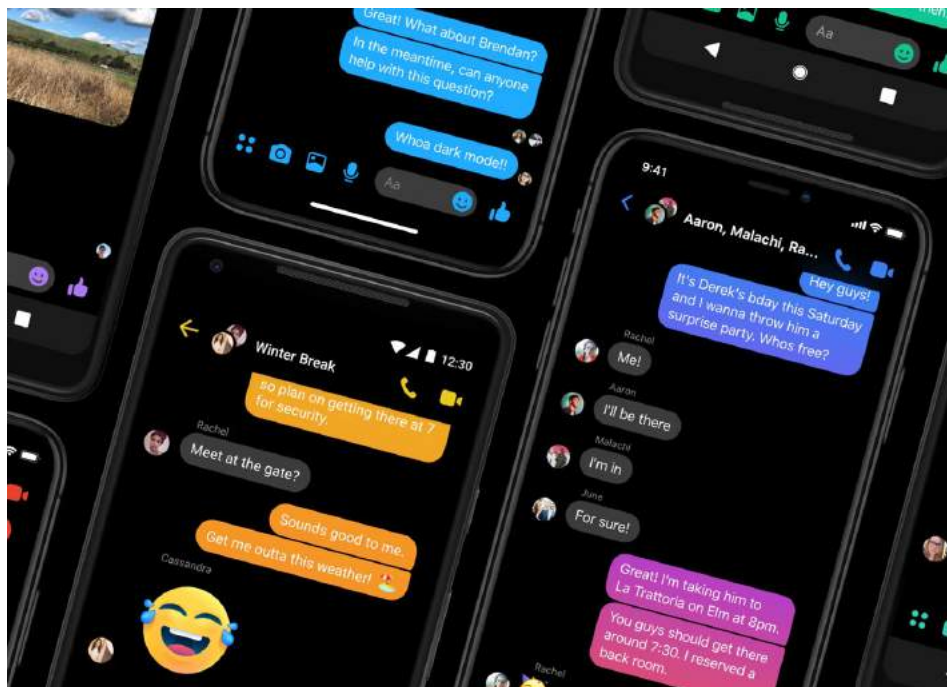 Great! What about Brendan?
In the meantime, can anyone
help with this question?
Whoa dark mode!!
Aa
Aa
then
9:41
Aaron, Malachi, Ra...
Hey guys!
It's Derek's bday this Saturday
and I wanna throw him a
surprise party. Whos free?
Rachel
Me!
Aaron
I'll be there
Malachi
I'm in
June
For sure!
Great! I'm taking him to
La Trattoria on Elm at 8pm.
You guys should get there
around 7:30. I reserved a
back room.
Rachel
12:30
Winter Break
so plan on getting there at 7
for security.
Rachel
Meet at the gate?
Sounds good to me.
Get me outta this weather! 🏖️
Cassandra